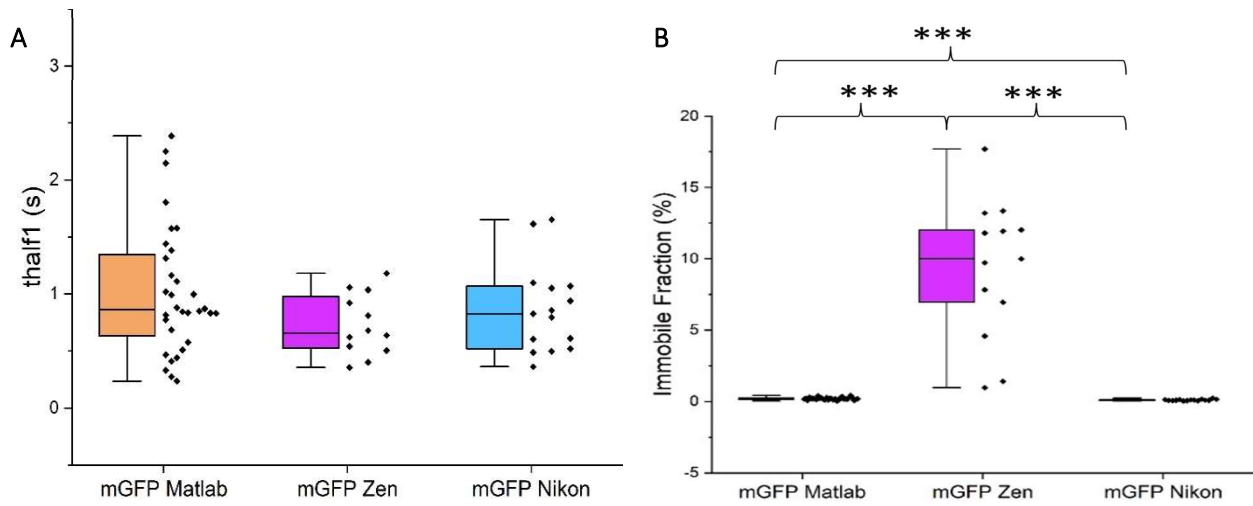 A
thalf1 (s)
3
2
1
0
mGFP Matlab
mGFP Zen
mGFP Nikon
B
***
***
***
Immobile Fraction (%)
20
15
10
5
0
-5
mGFP Matlab
mGFP Zen
mGFP Nikon